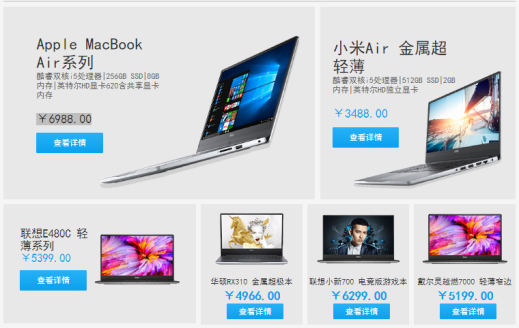 Apple MacBook
Air系列
酷睿双核i5处理器|256GB SSD|8GB
内存|英特尔HD显卡620含共享显卡
内存
￥6988.00
查看详情
小米Air 金属超
轻薄
酷睿双核i5处理器|512GB SSD|2GB
内存|英特尔HD独立显卡
￥3488.00
查看详情
联想E480C 轻
薄系列
￥5399.00
查看详情
华硕RX310 金属超极本
￥4966.00
查看详情
联想小新700 电竞版游戏本
￥6299.00
查看详情
戴尔灵越燃7000 轻薄窄边
￥5199.00
查看详情